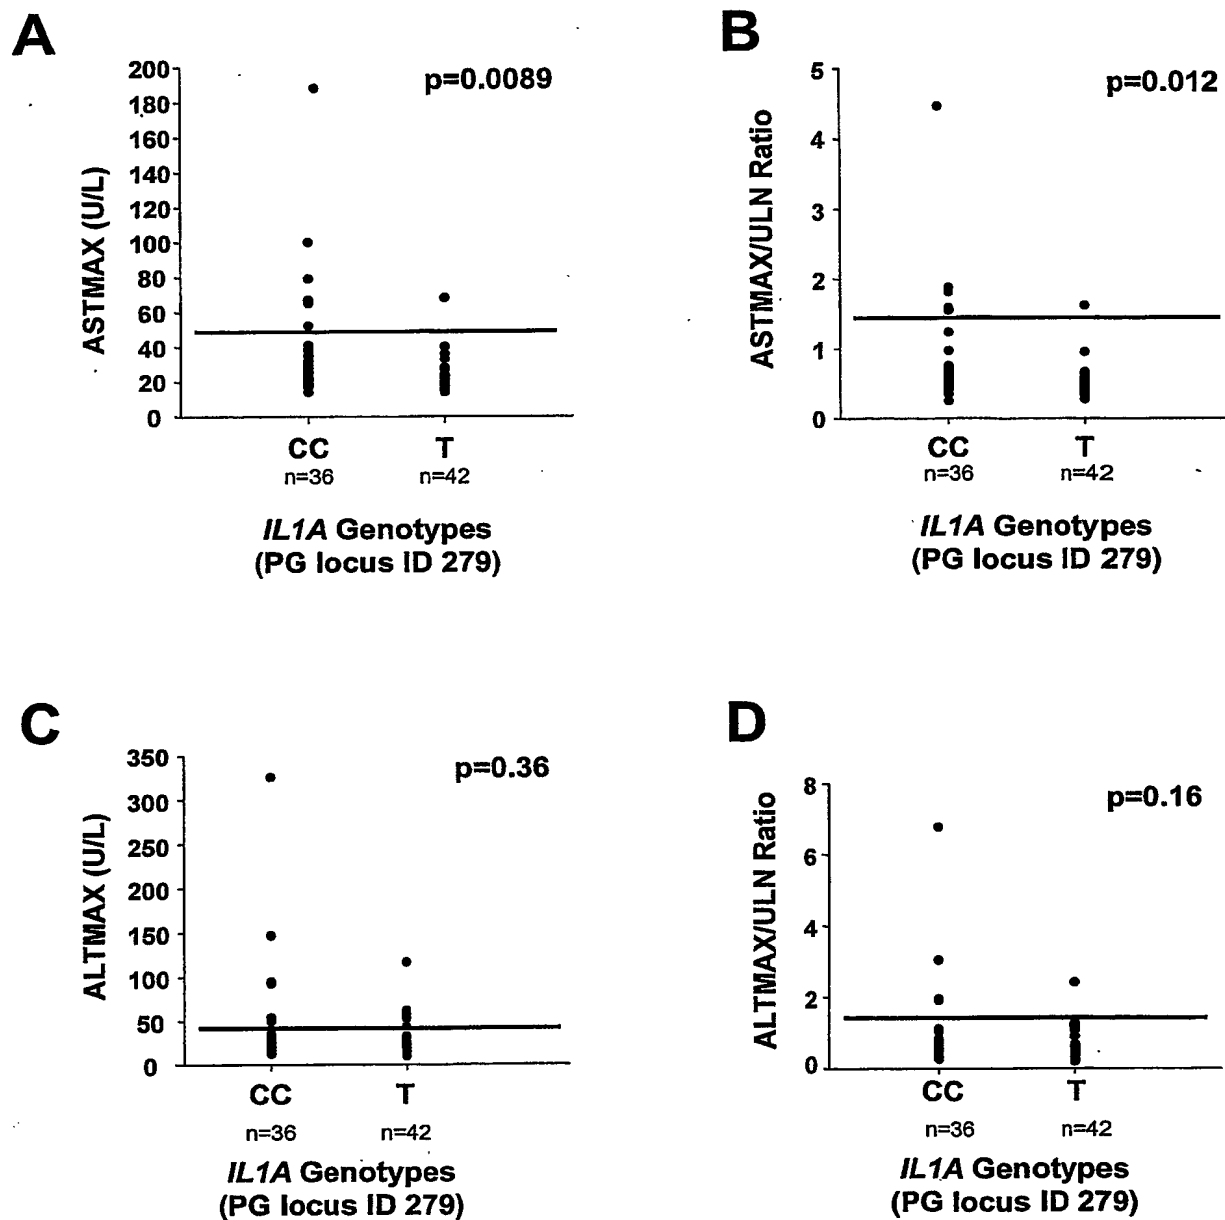 A
p=0.0089
ASTMAX (U/L)
200
180
160
140
120
100
80
60
40
20
0
CC
T
n=36
n=42
IL1A Genotypes
(PG locus ID 279)
B
p=0.012
ASTMAX/ULN Ratio
5
4
3
2
1
0
CC
T
n=36
n=42
IL1A Genotypes
(PG locus ID 279)
C
p=0.36
ALTMAX (U/L)
350
300
250
200
150
100
50
0
CC
T
n=36
n=42
IL1A Genotypes
(PG locus ID 279)
D
p=0.16
ALTMAX/ULN Ratio
8
6
4
2
0
CC
T
n=36
n=42
IL1A Genotypes
(PG locus ID 279)